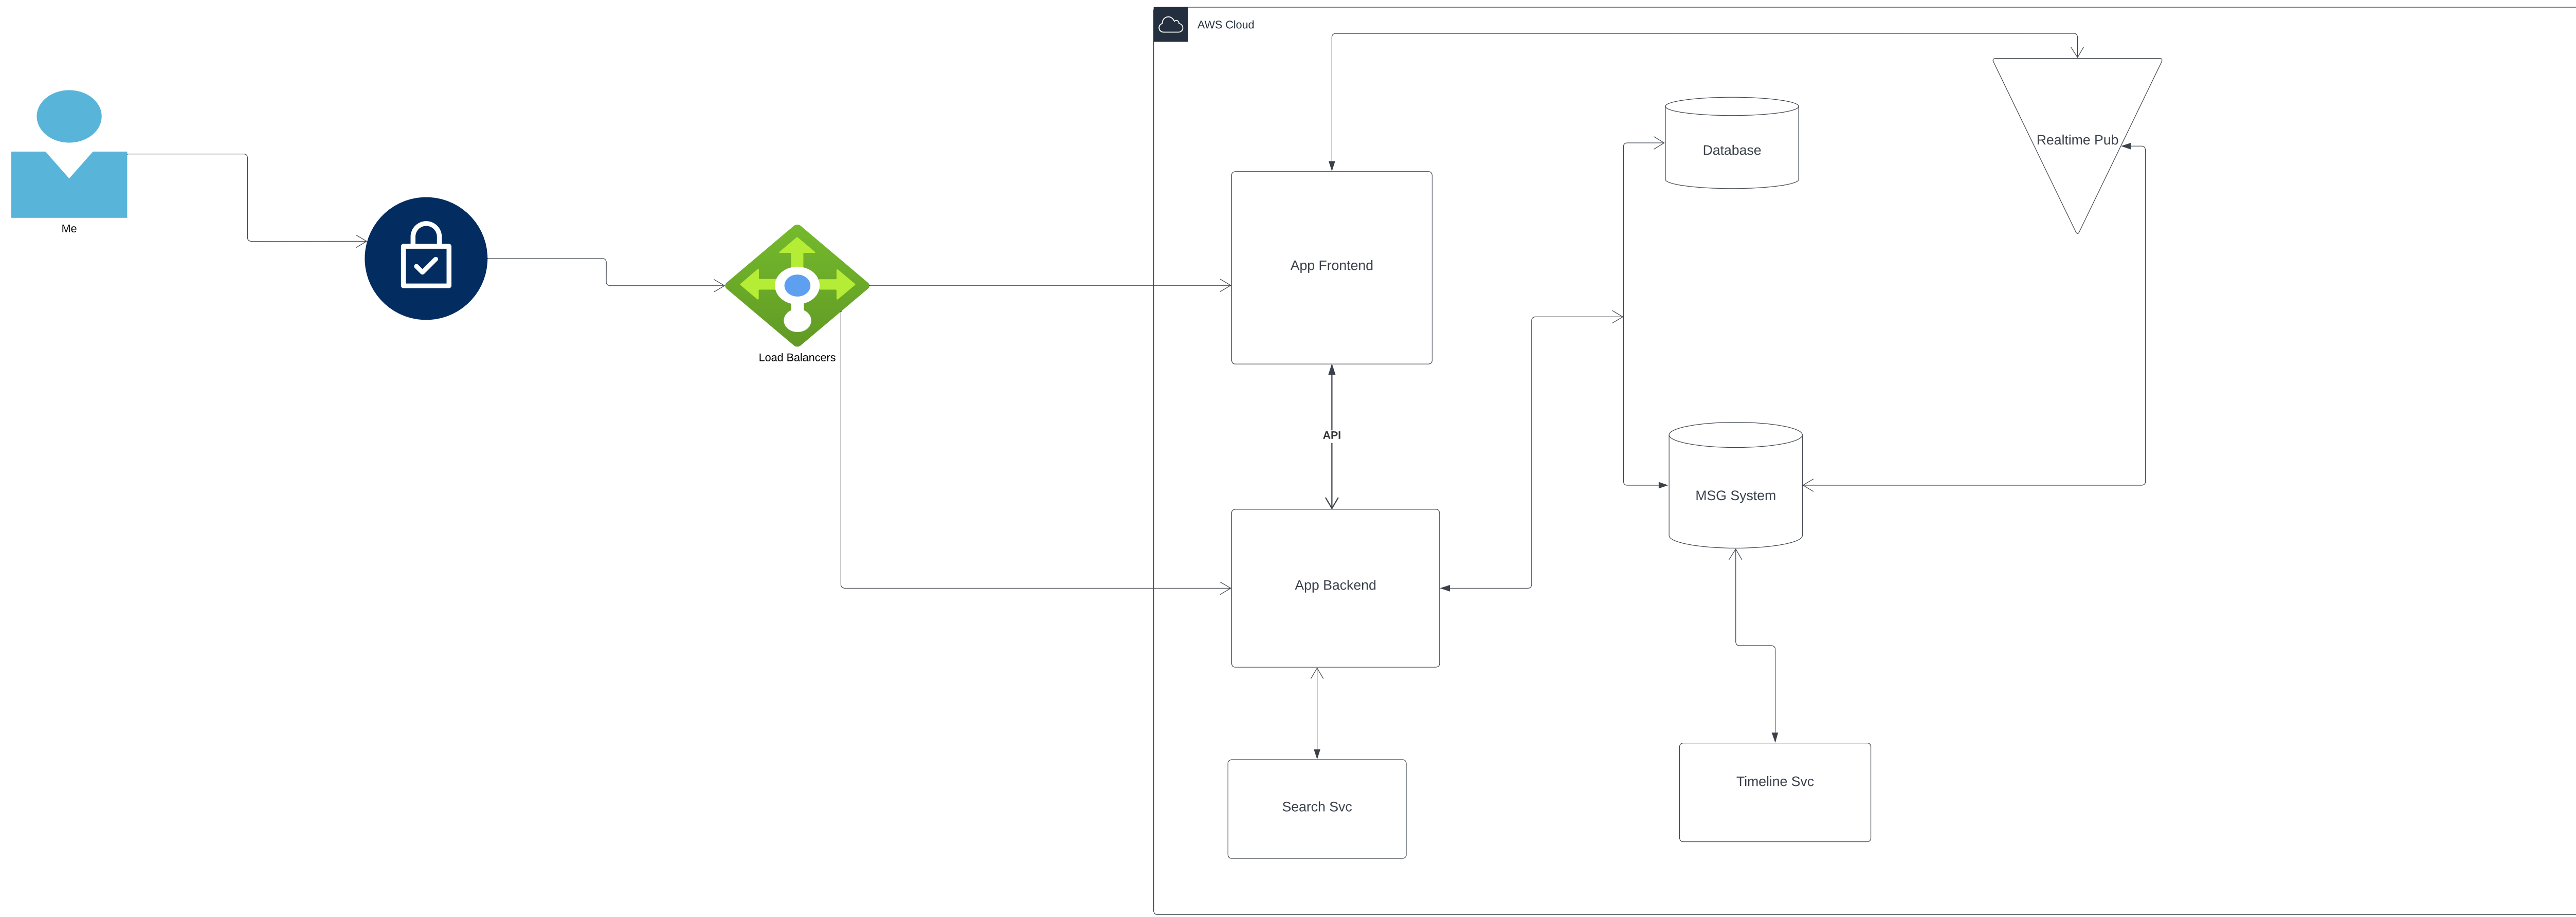 AWS Cloud
Me
Load Balancers
App Frontend
Database
Realtime Pub
API
MSG System
App Backend
Search Svc
Timeline Svc